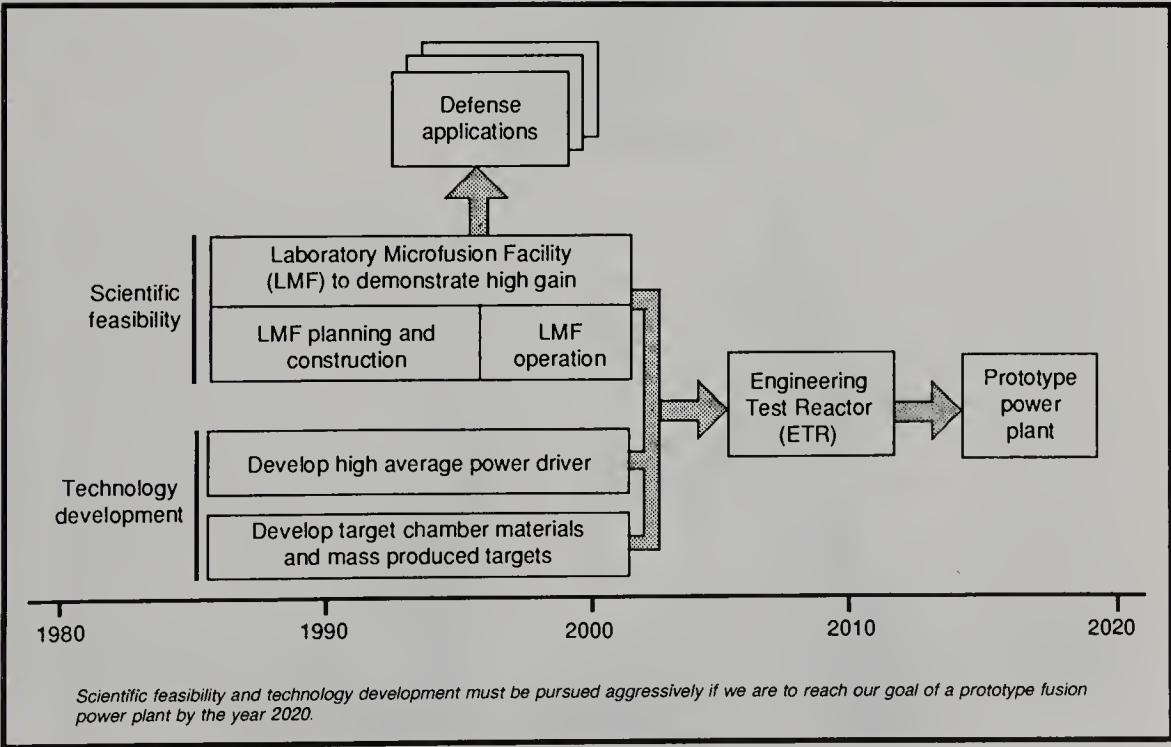 Defense
applications
Scientific
feasibility
Laboratory Microfusion Facility
(LMF) to demonstrate high gain
LMF planning and
construction
LMF
operation
Engineering
Test Reactor
(ETR)
Prototype
power
plant
Technology
development
Develop high average power driver
Develop target chamber materials
and mass produced targets
1980
1990
2000
2010
2020
Scientific feasibility and technology development must be pursued aggressively if we are to reach our goal of a prototype fusion
power plant by the year 2020.